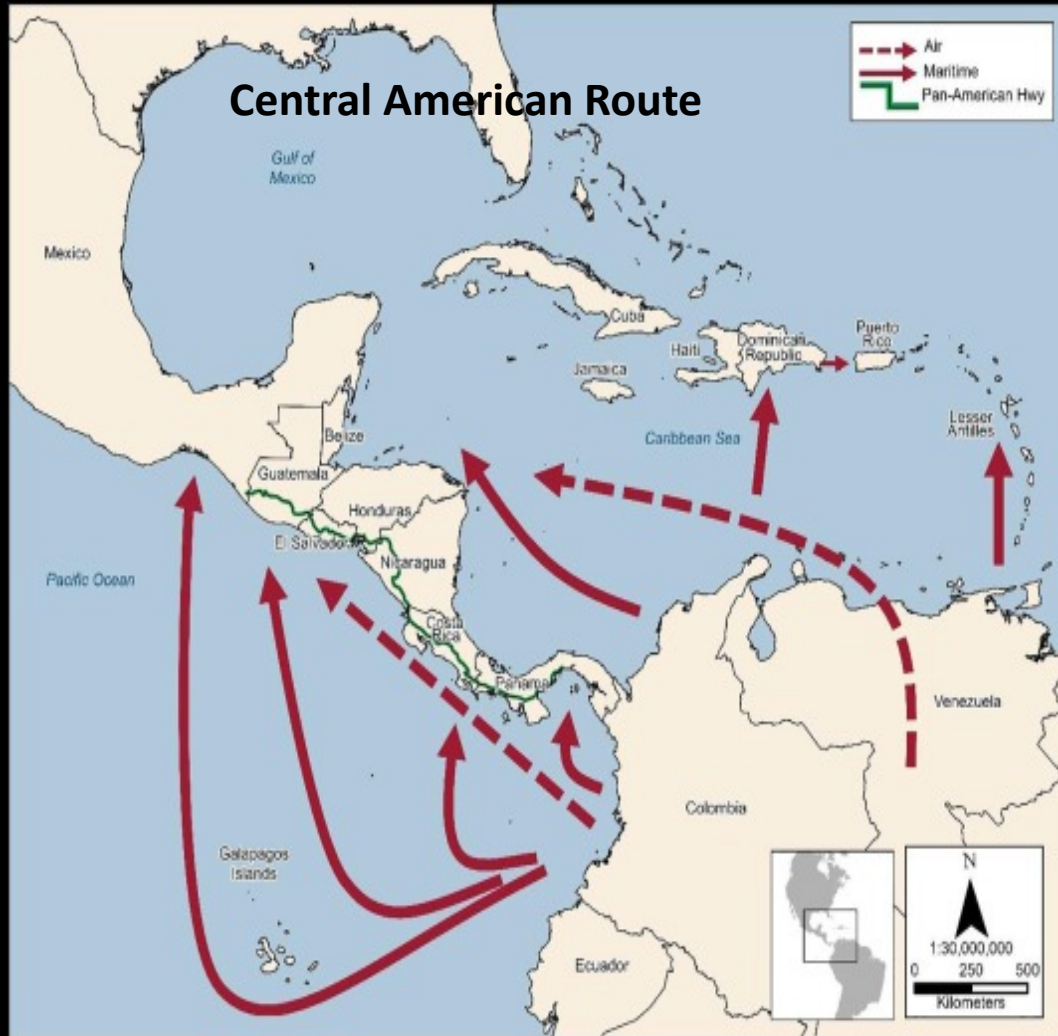 Central American Route
Air
Maritime
Pan-American Hwy
Gulf of
Mexico
Mexico
Cuba
Haiti
Dominican
Republic
Puerto
Rico
Jamaica
Belize
Caribbean Sea
Lesser
Antilles
Guatemala
Honduras
El Salvador
Nicaragua
Pacific Ocean
Costa
Rica
Panama
Venezuela
Colombia
Galapagos
Islands
Ecuador
N
1:30,000,000
0 250 500
Kilometers